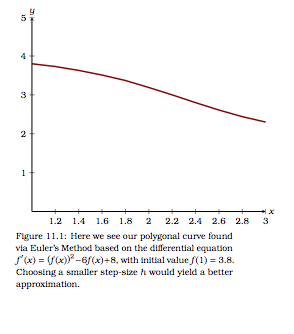 y
5
4
3
2
1
1.2 1.4 1.6 1.8 2 2.2 2.4 2.6 2.8 3
x
Figure 11.1: Here we see our polygonal curve found
via Euler's Method based on the differential equation
f′(x) = (f(x))²−6f(x)+8, with initial value f(1) = 3.8.
Choosing a smaller step-size h would yield a better
approximation.